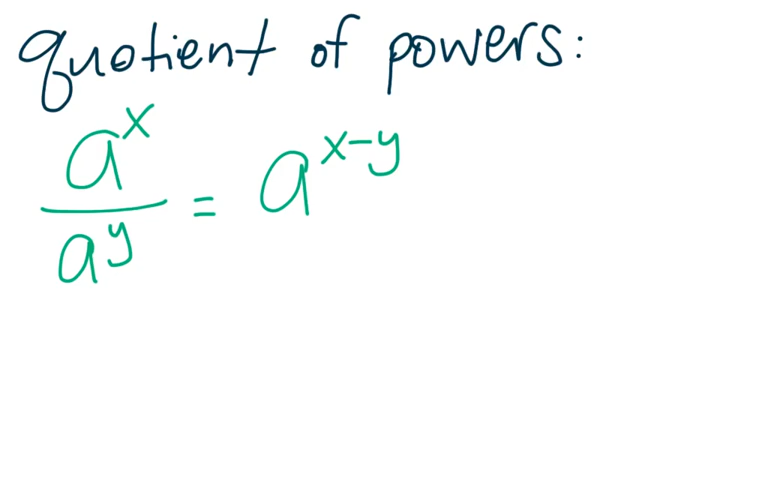 quotient of powers:
a^x / a^y = a^(x-y)